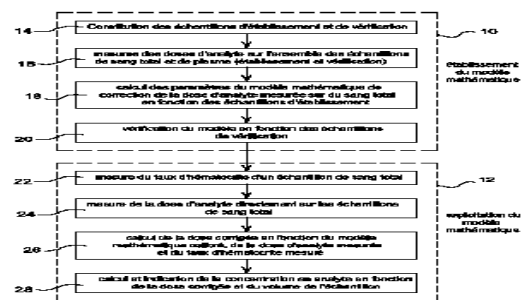 14
Constitution des échantillons d'établissement et de vérification
10
16
mesures des doses d'analyte sur l'ensemble des échantillons
de sang total et de plasma (établissement et vérification)
établissement
du modèle
mathématique
18
calcul des paramètres du modèle mathématique de
correction de la dose d'analyte mesurée sur du sang total
en fonction des échantillons d'établissement
20
vérification du modèle en fonction des échantillons
de vérification
22
mesure du taux d'hématocrite d'un échantillon de sang total
12
24
mesure de la dose d'analyte directement sur les échantillons
de sang total
exploitation du
modèle
mathématique
26
calcul de la dose corrigée en fonction du modèle
mathématique de la dose d'analyte mesurée
et du taux d'hématocrite mesuré
28
calcul et indication de la concentration en analyte en fonction
de la dose corrigée et du volume de l'échantillon